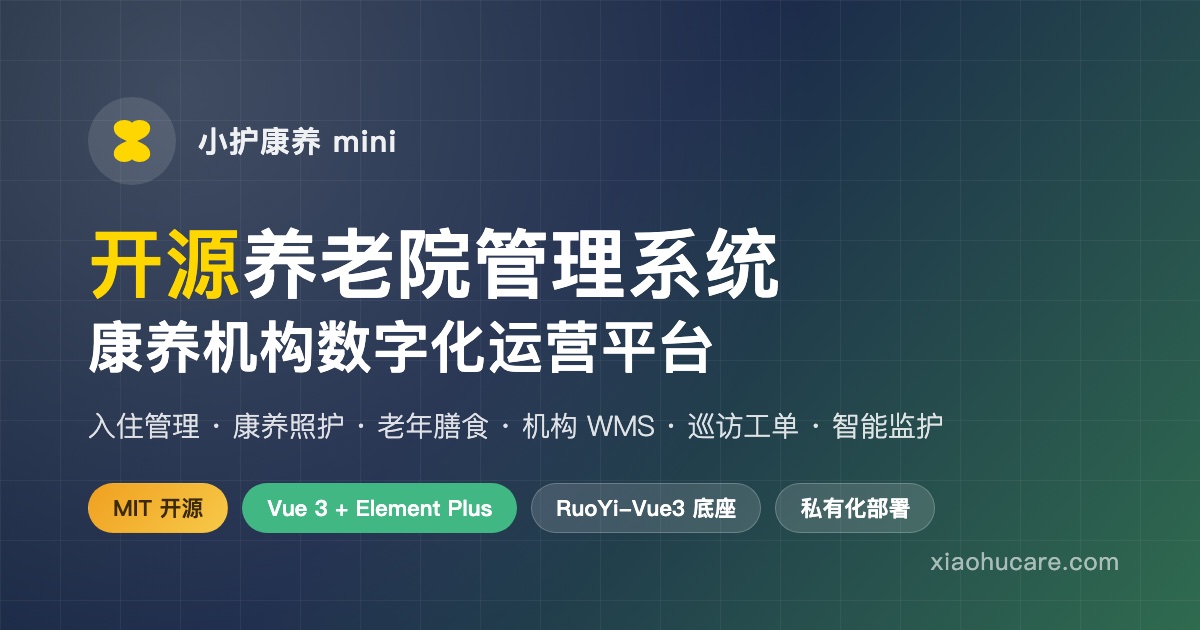 小护康养 mini
开源养老院管理系统
康养机构数字化运营平台
入住管理 · 康养照护 · 老年膳食 · 机构 WMS · 巡访工单 · 智能监护
MIT 开源 Vue 3 + Element Plus RuoYi-Vue3 底座 私有化部署
xiaohucare.com